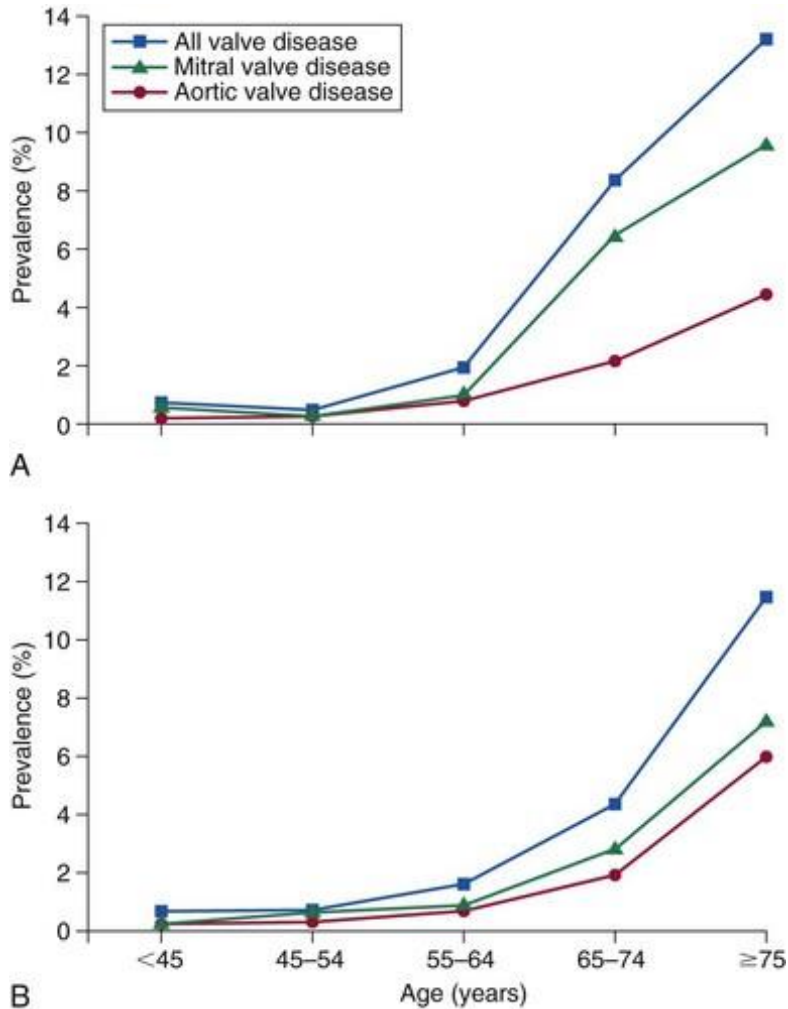 14
All valve disease
Mitral valve disease
Aortic valve disease
12
10
8
6
4
2
0
Prevalence (%)
A
14
12
10
8
6
4
2
0
Prevalence (%)
<45 45–54 55–64 65–74 ≥75
Age (years)
B